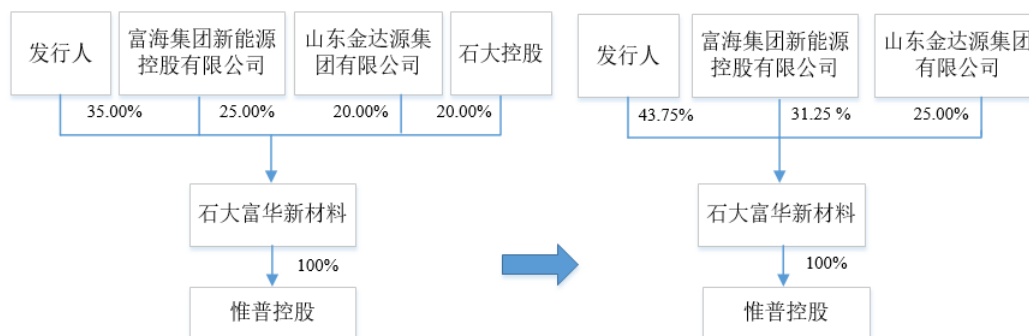 发行人
富海集团新能源
控股有限公司
山东金达源集
团有限公司
石大控股
35.00%
25.00%
20.00%
20.00%
石大富华新材料
100%
惟普控股
发行人
富海集团新能源
控股有限公司
山东金达源集团
有限公司
43.75%
31.25 %
25.00%
石大富华新材料
100%
惟普控股